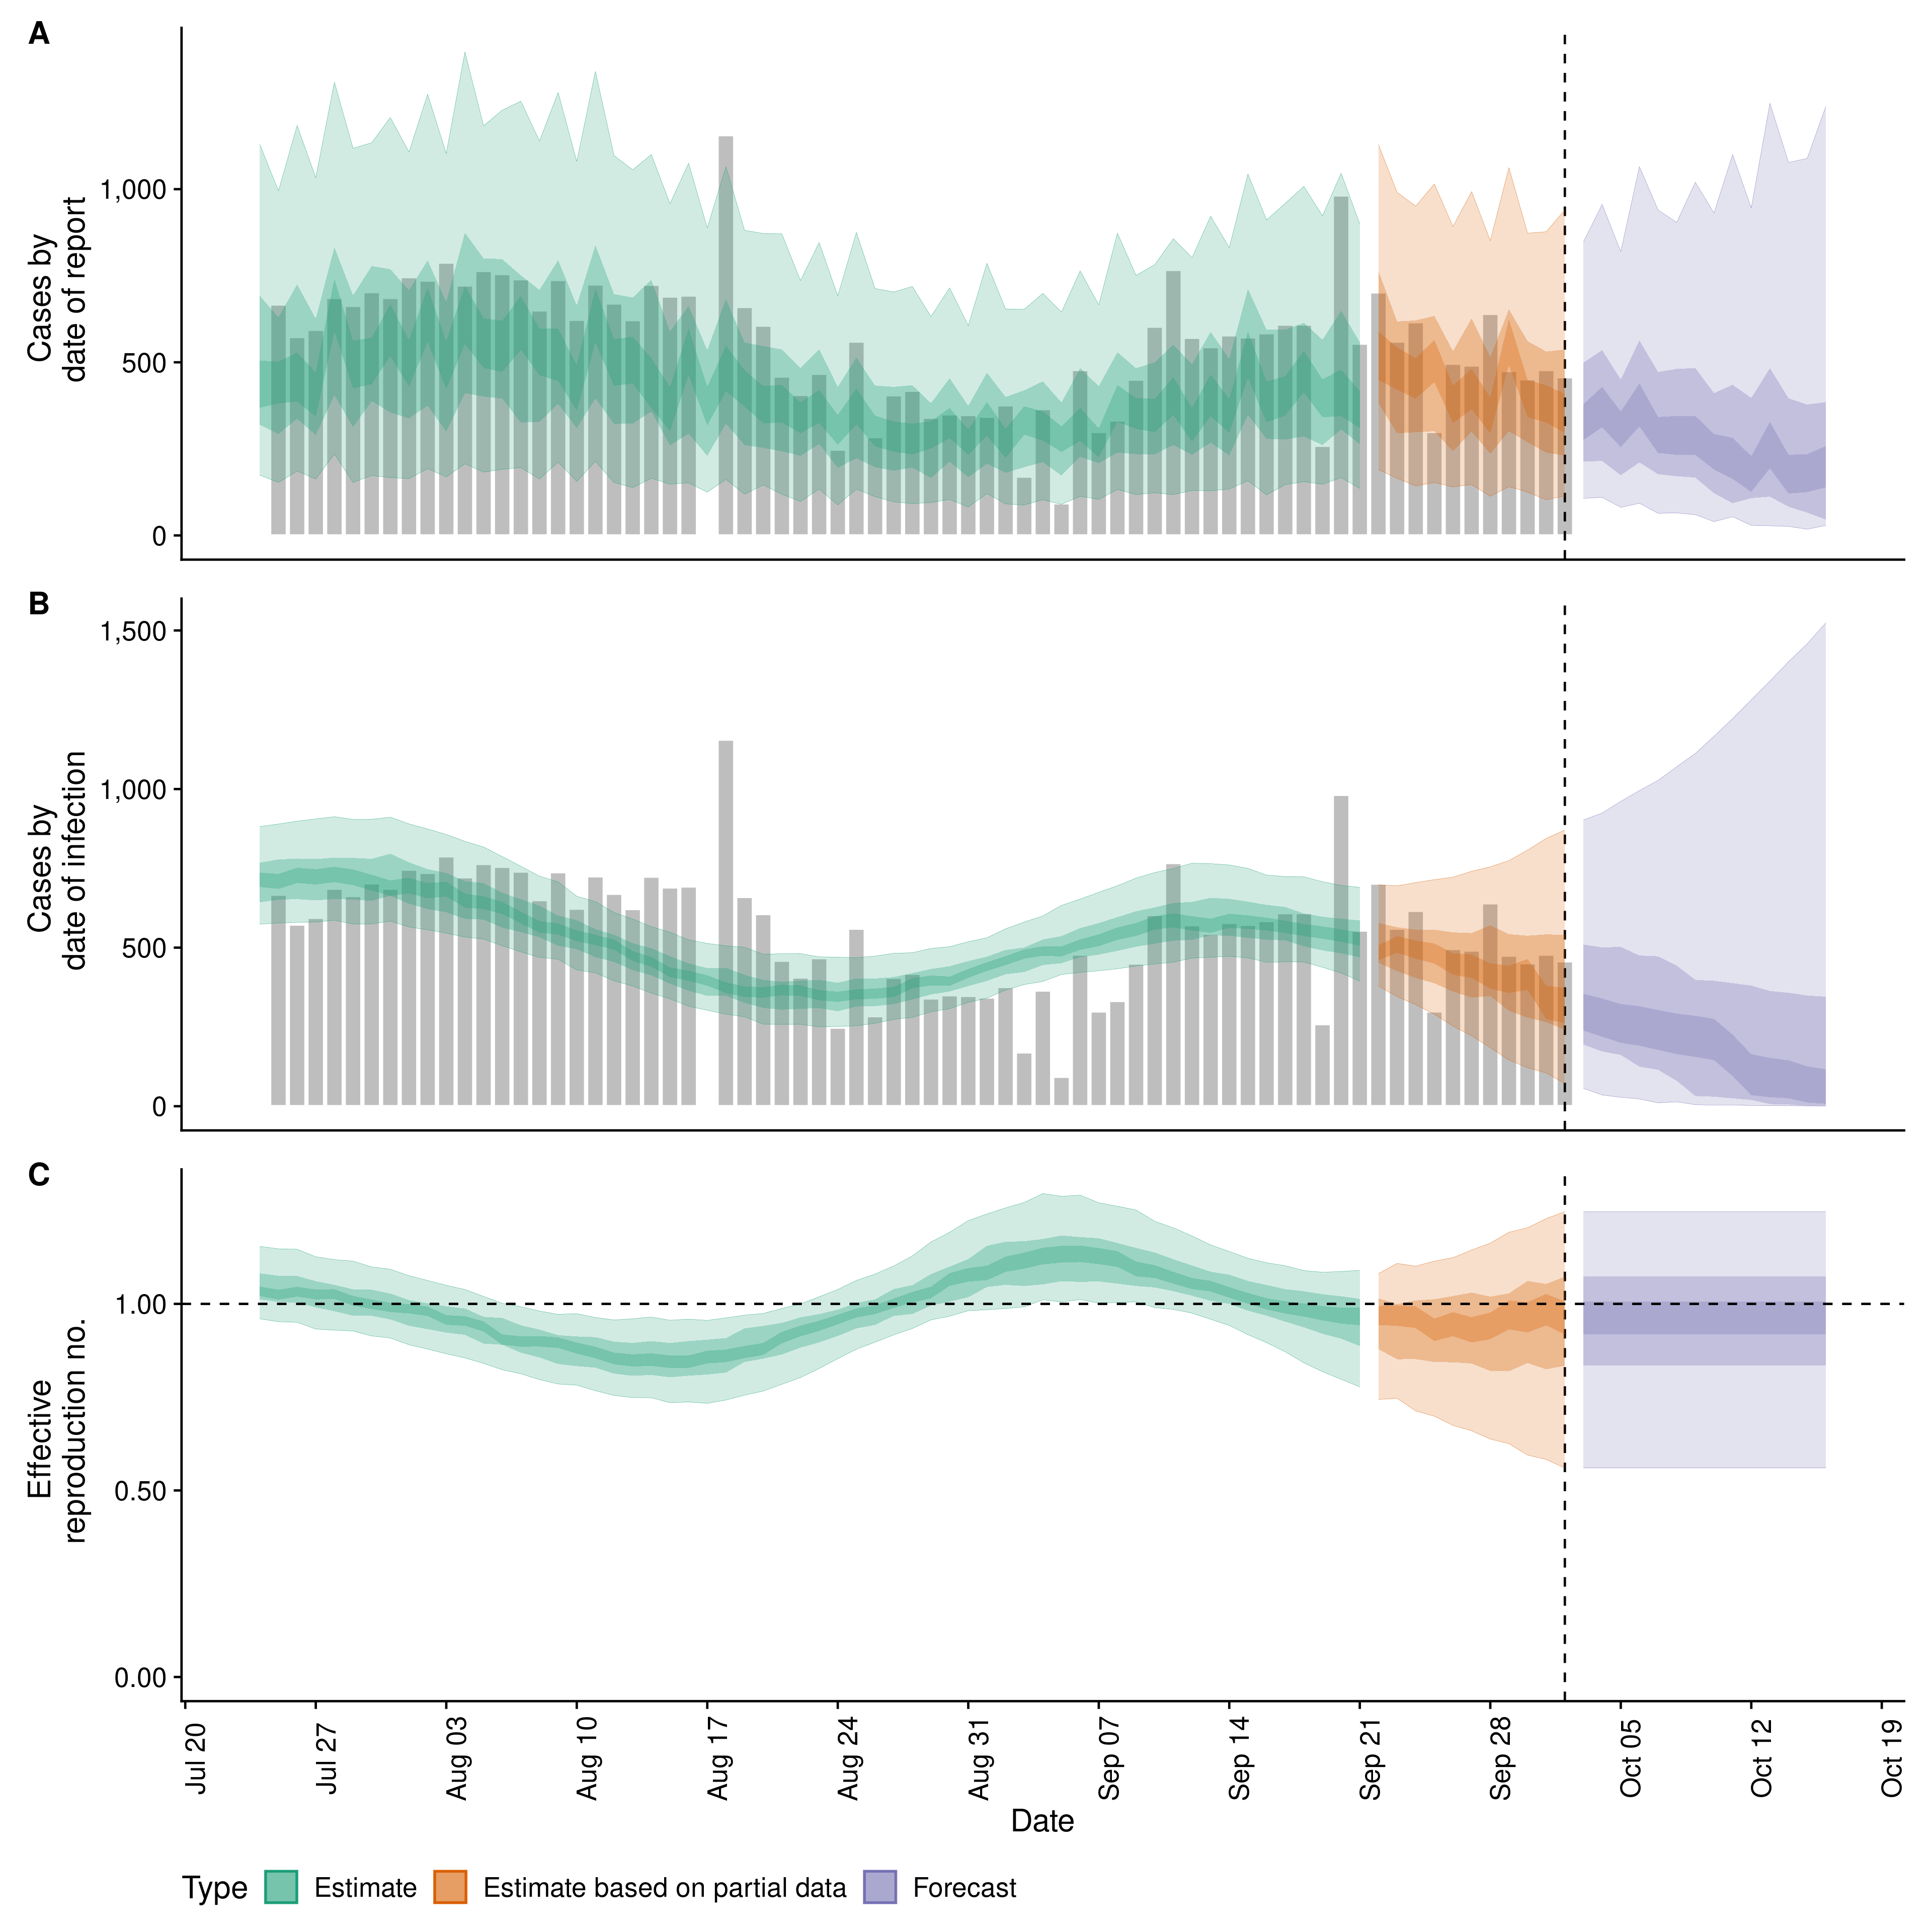 A
Cases by
date of report
1,000
500
0
B
Cases by
date of infection
1,500
1,000
500
0
C
Effective
reproduction no.
1.00
0.50
0.00
Jul 20
Jul 27
Aug 03
Aug 10
Aug 17
Aug 24
Aug 31
Sep 07
Sep 14
Sep 21
Sep 28
Oct 05
Oct 12
Oct 19
Date
Type Estimate Estimate based on partial data Forecast